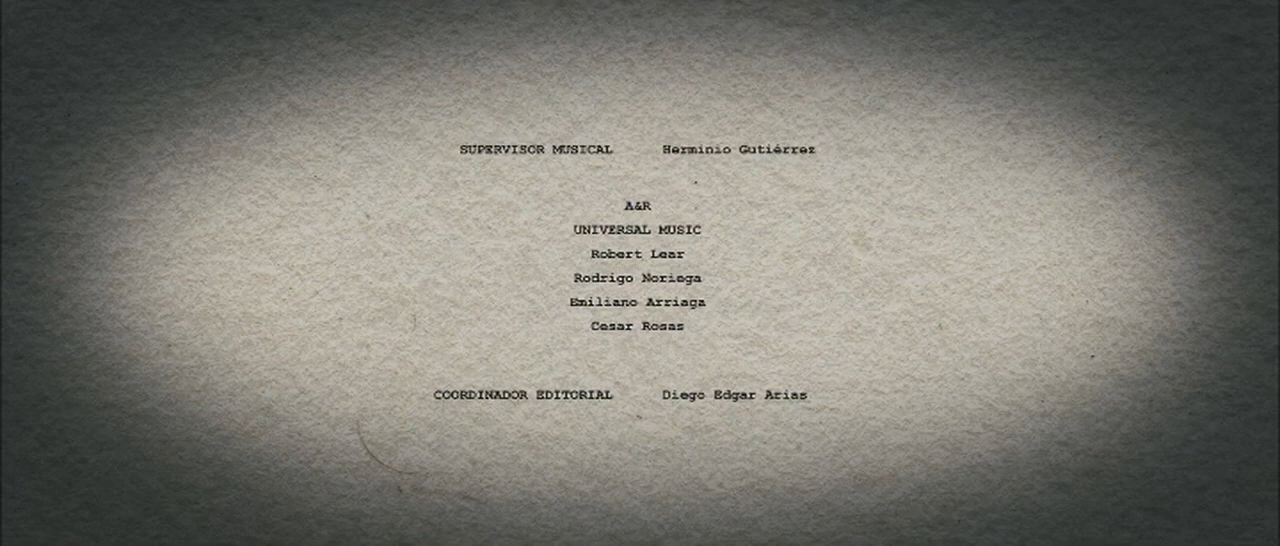 SUPERVISOR MUSICAL Herminio Gutiérrez
A&R
UNIVERSAL MUSIC
Robert Lear
Rodrigo Noriega
Emiliano Arriaga
Cesar Rosas
COORDINADOR EDITORIAL Diego Edgar Arias